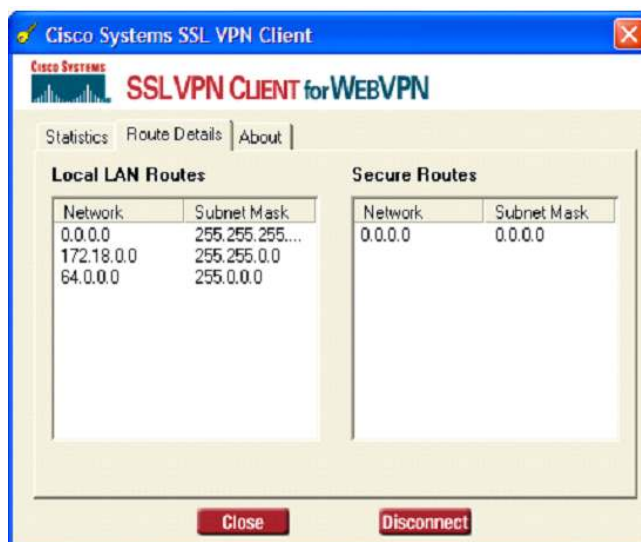 Cisco Systems SSL VPN Client
CISCO SYSTEMS
SSL VPN CLIENT for WEBVPN
Statistics Route Details About
Local LAN Routes
Network Subnet Mask
0.0.0.0 255.255.255....
172.18.0.0 255.255.0.0
64.0.0.0 255.0.0.0
Secure Routes
Network Subnet Mask
0.0.0.0 0.0.0.0
Close Disconnect